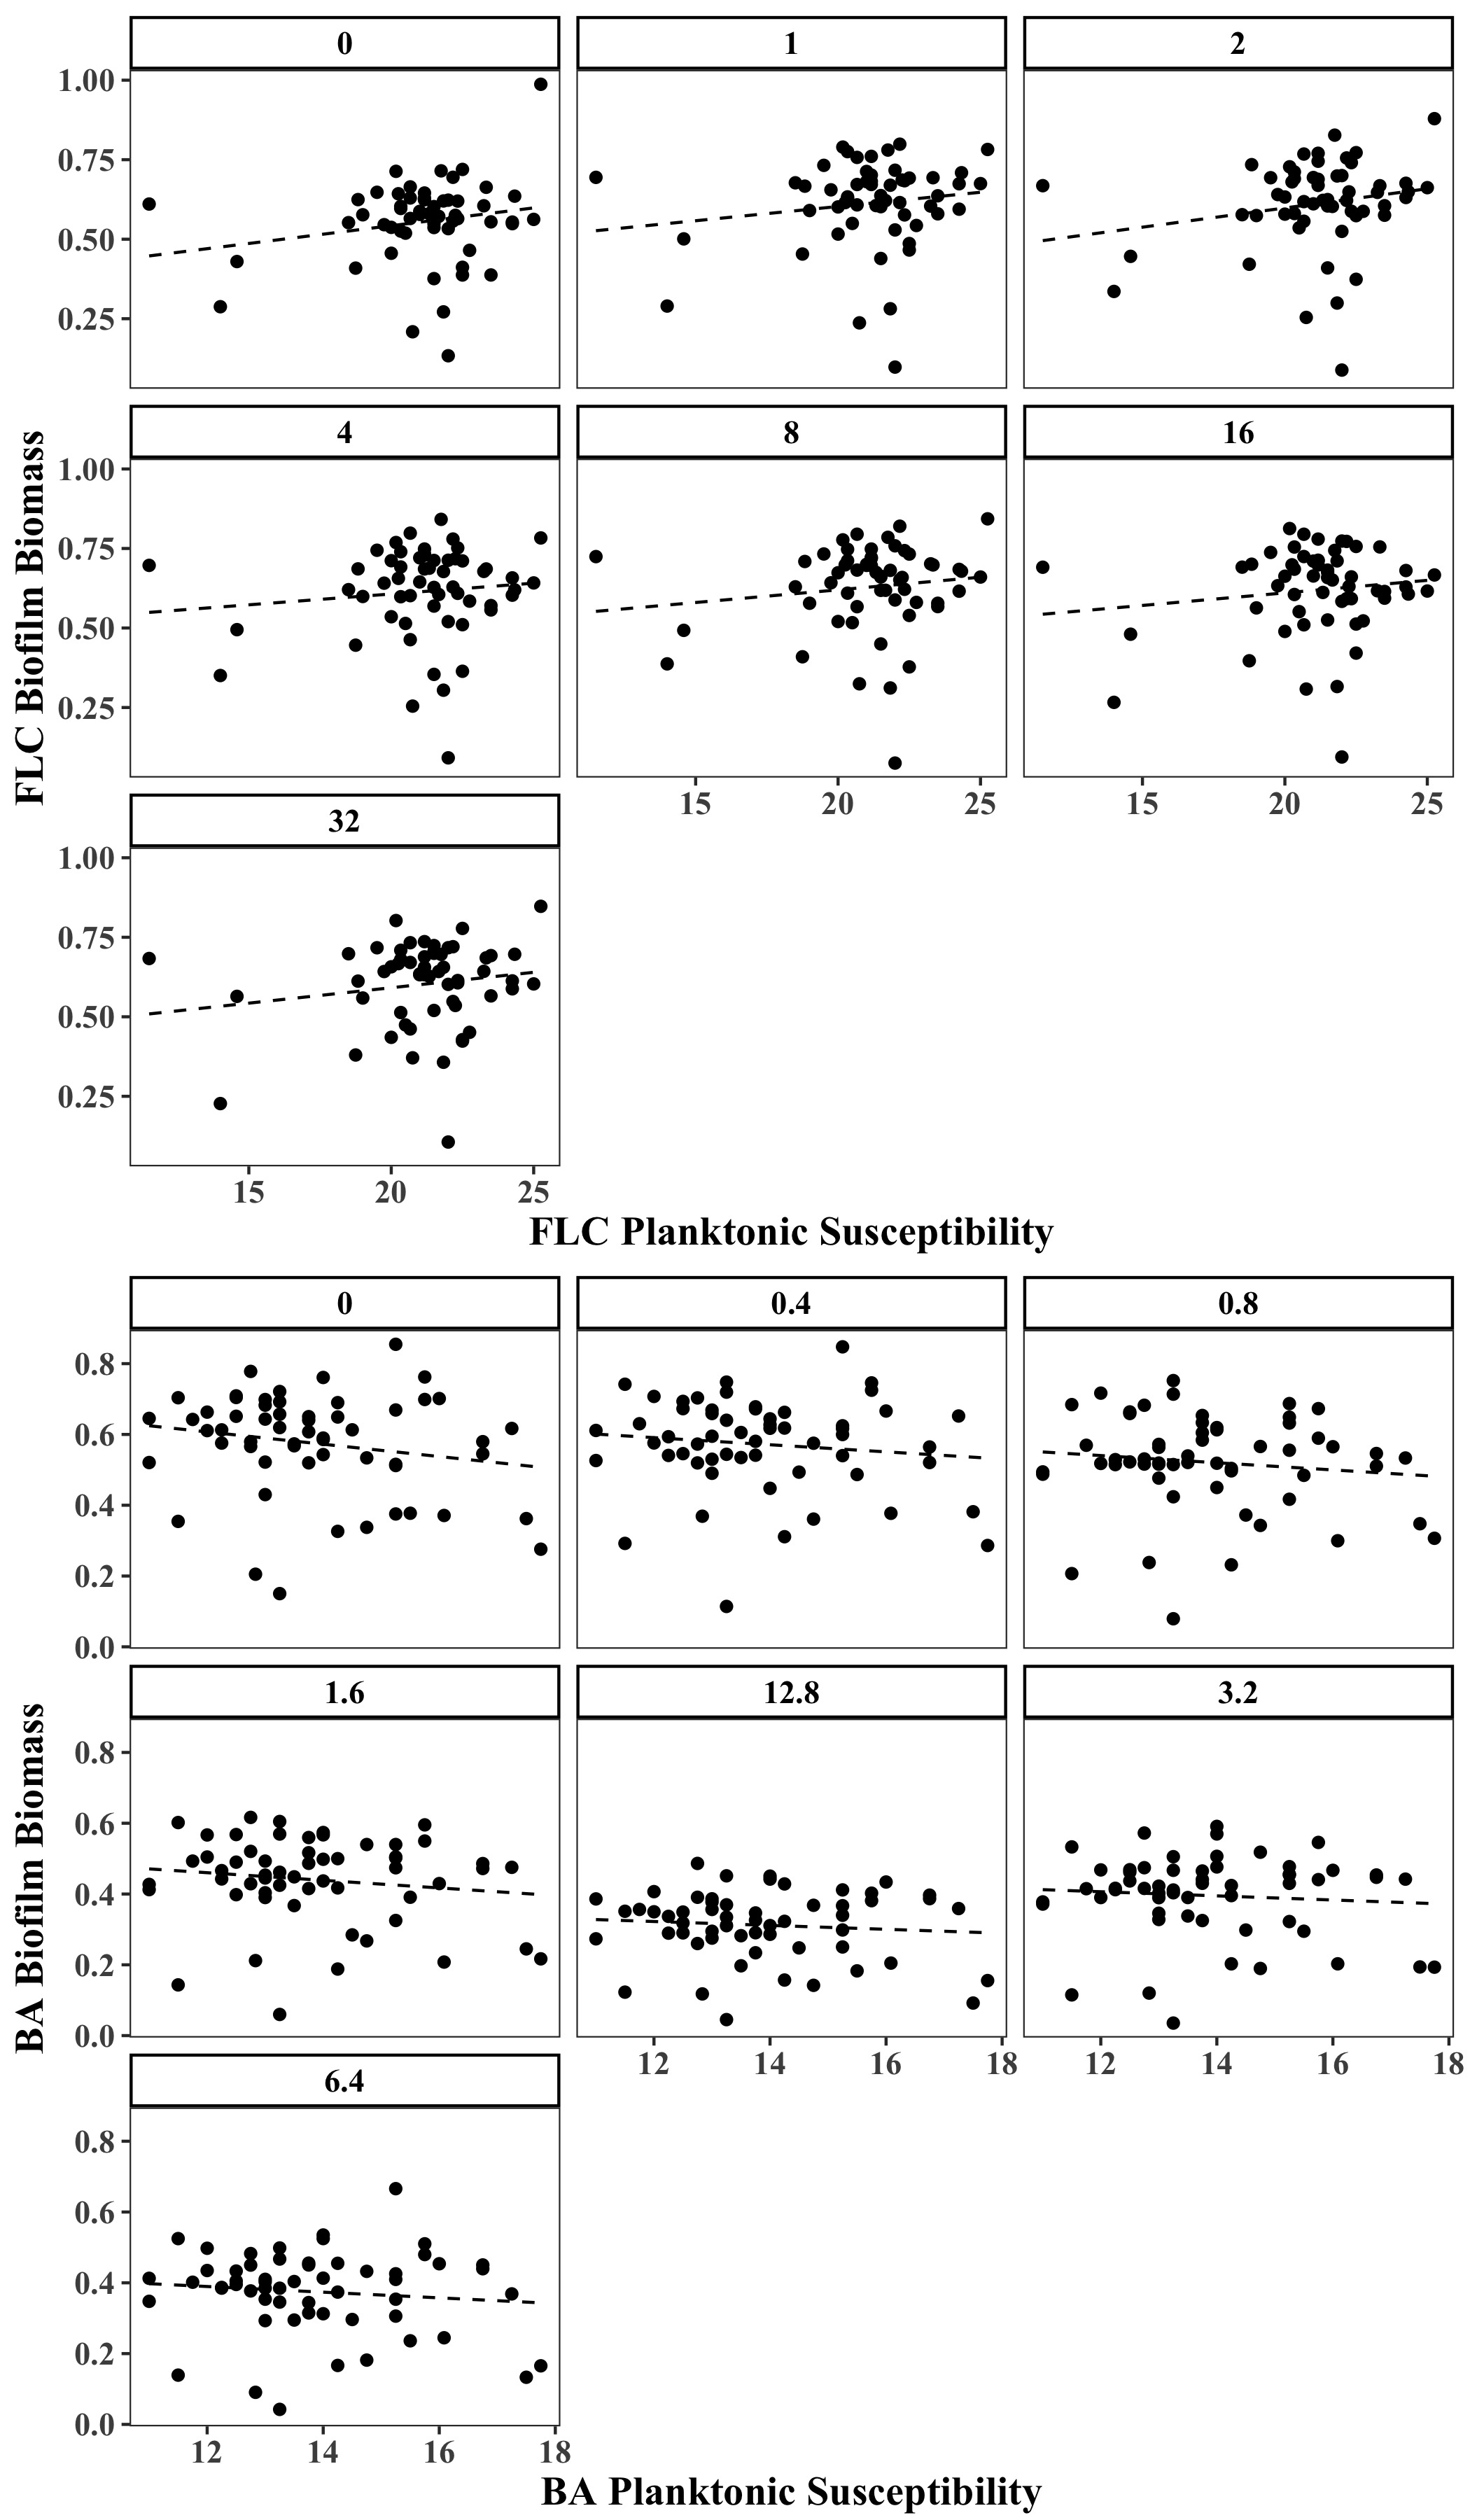 0 1 2
1.00
0.75
0.50
0.25
4 8 16
1.00
0.75
0.50
0.25
15 20 25 15 20 25
32
1.00
0.75
0.50
0.25
15 20 25
FLC Biofilm Biomass
FLC Planktonic Susceptibility
0 0.4 0.8
0.8
0.6
0.4
0.2
0.0
1.6 12.8 3.2
0.8
0.6
0.4
0.2
0.0
12 14 16 18 12 14 16 18
6.4
0.8
0.6
0.4
0.2
0.0
12 14 16 18
BA Biofilm Biomass
BA Planktonic Susceptibility